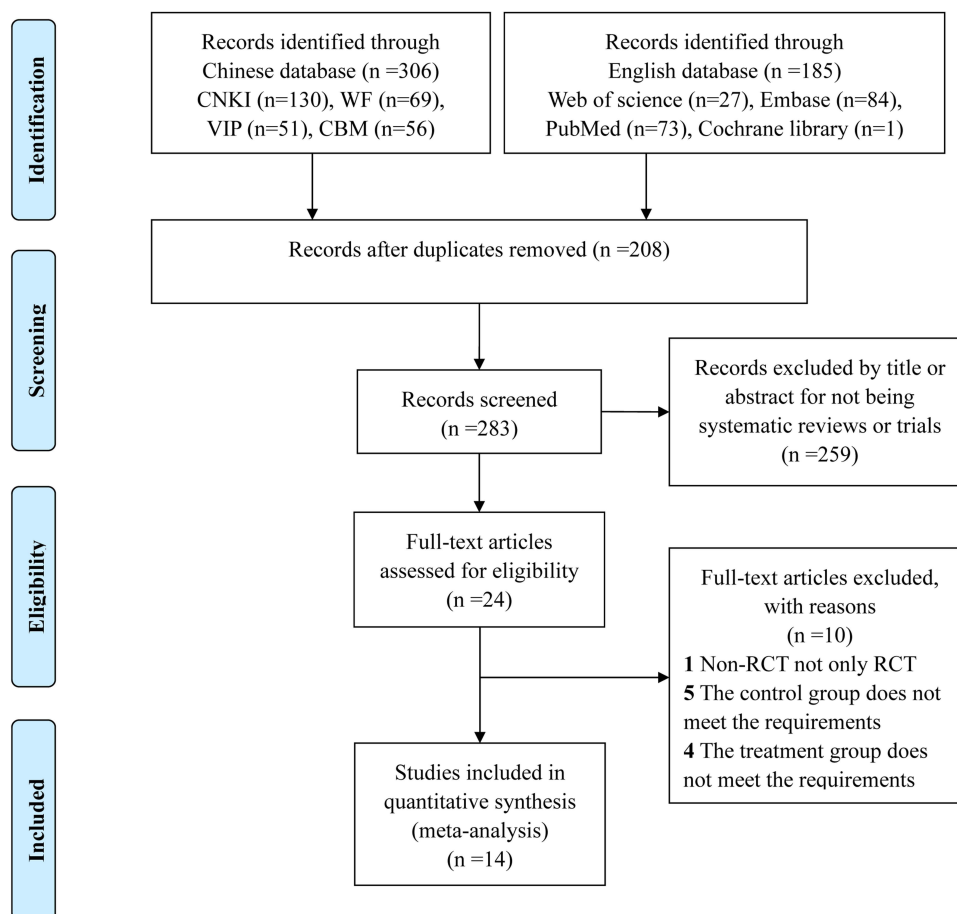 Identification
Records identified through
Chinese database (n =306)
CNKI (n=130), WF (n=69),
VIP (n=51), CBM (n=56)
Records identified through
English database (n =185)
Web of science (n=27), Embase (n=84),
PubMed (n=73), Cochrane library (n=1)
Records after duplicates removed (n =208)
Screening
Records screened
(n =283)
Records excluded by title or
abstract for not being
systematic reviews or trials
(n =259)
Eligibility
Full-text articles
assessed for eligibility
(n =24)
Full-text articles excluded,
with reasons
(n =10)
1 Non-RCT not only RCT
5 The control group does not
meet the requirements
4 The treatment group does
not meet the requirements
Included
Studies included in
quantitative synthesis
(meta-analysis)
(n =14)